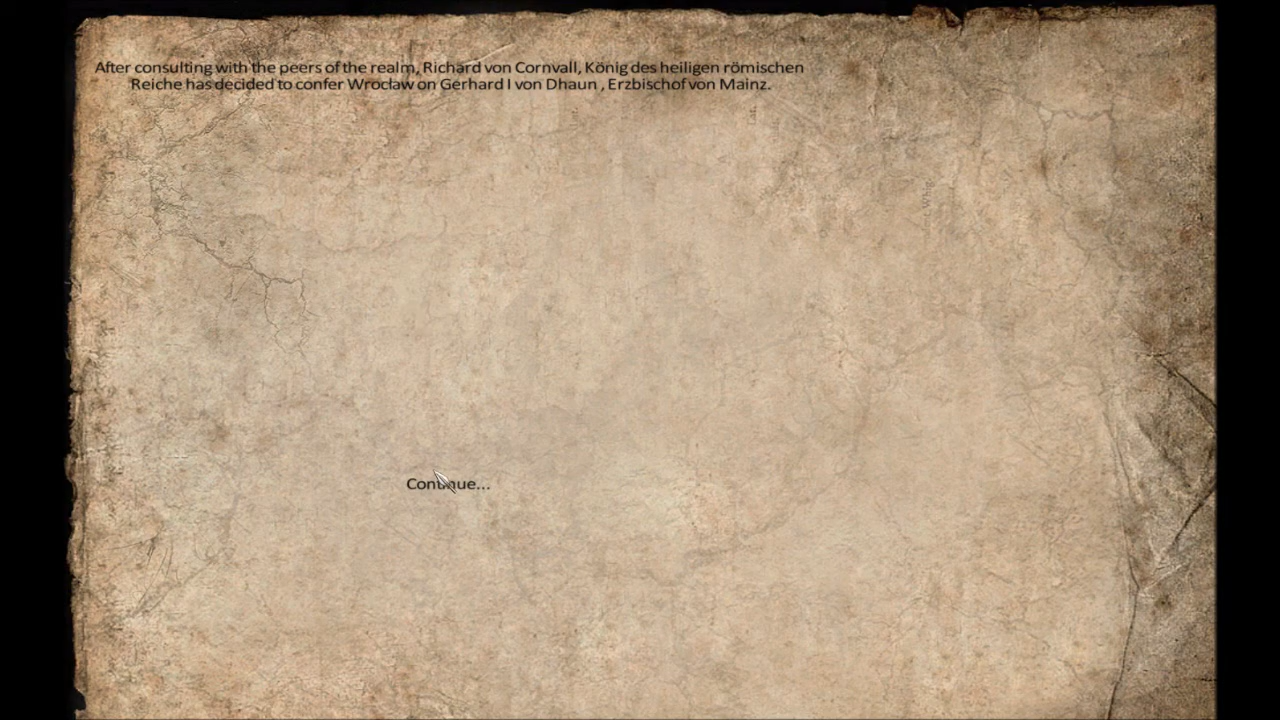 After consulting with the peers of the realm, Richard von Cornvall, König des heiligen römischen
Reiche has decided to confer Wrocław on Gerhard I von Dhaun , Erzbischof von Mainz.
Continue...